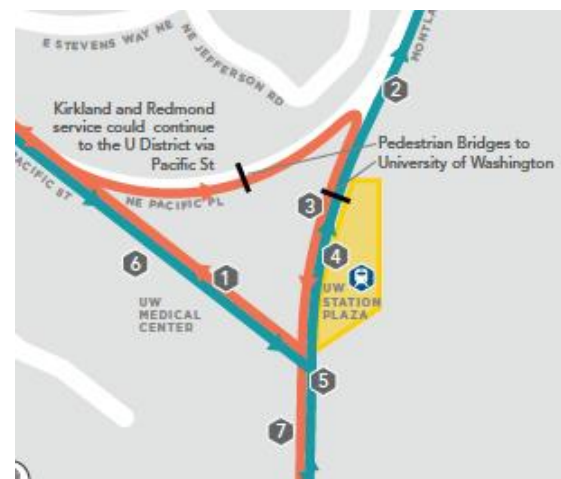 E STEVENS WAY NE
NE JEFFERSON RD
MONTLA
2
Kirkland and Redmond
service could continue
to the U District via
Pacific St
Pedestrian Bridges to
University of Washington
PACIFIC ST
NE PACIFIC PL
3
4
6
1
UW
STATION
PLAZA
UW
MEDICAL
CENTER
5
7